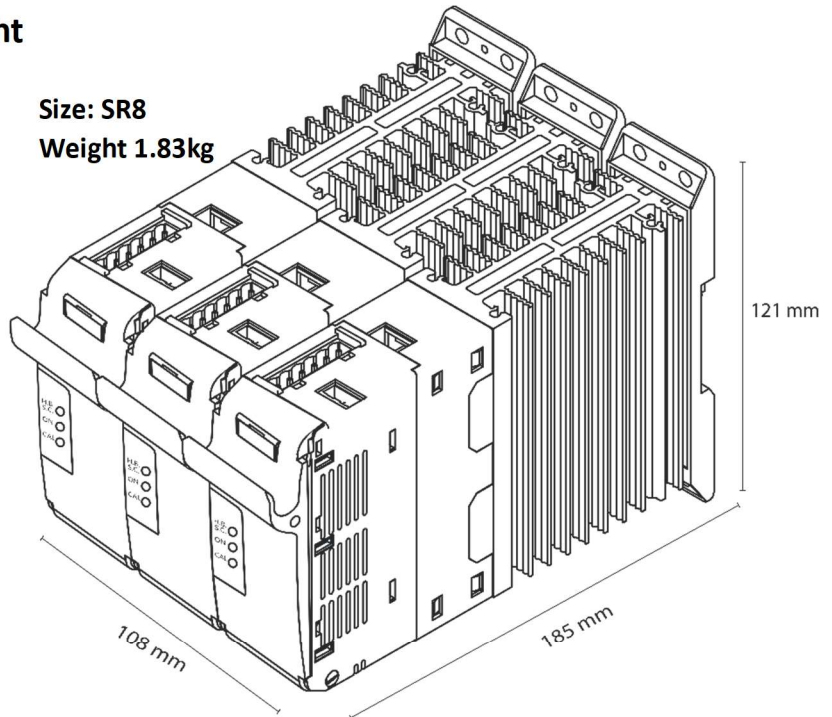 nt
Size: SR8
Weight 1.83kg
121 mm
H.B.
S.C.
ON
CAL
H.B.
S.C.
ON
CAL
H.B.
S.C.
ON
CAL
108 mm
185 mm